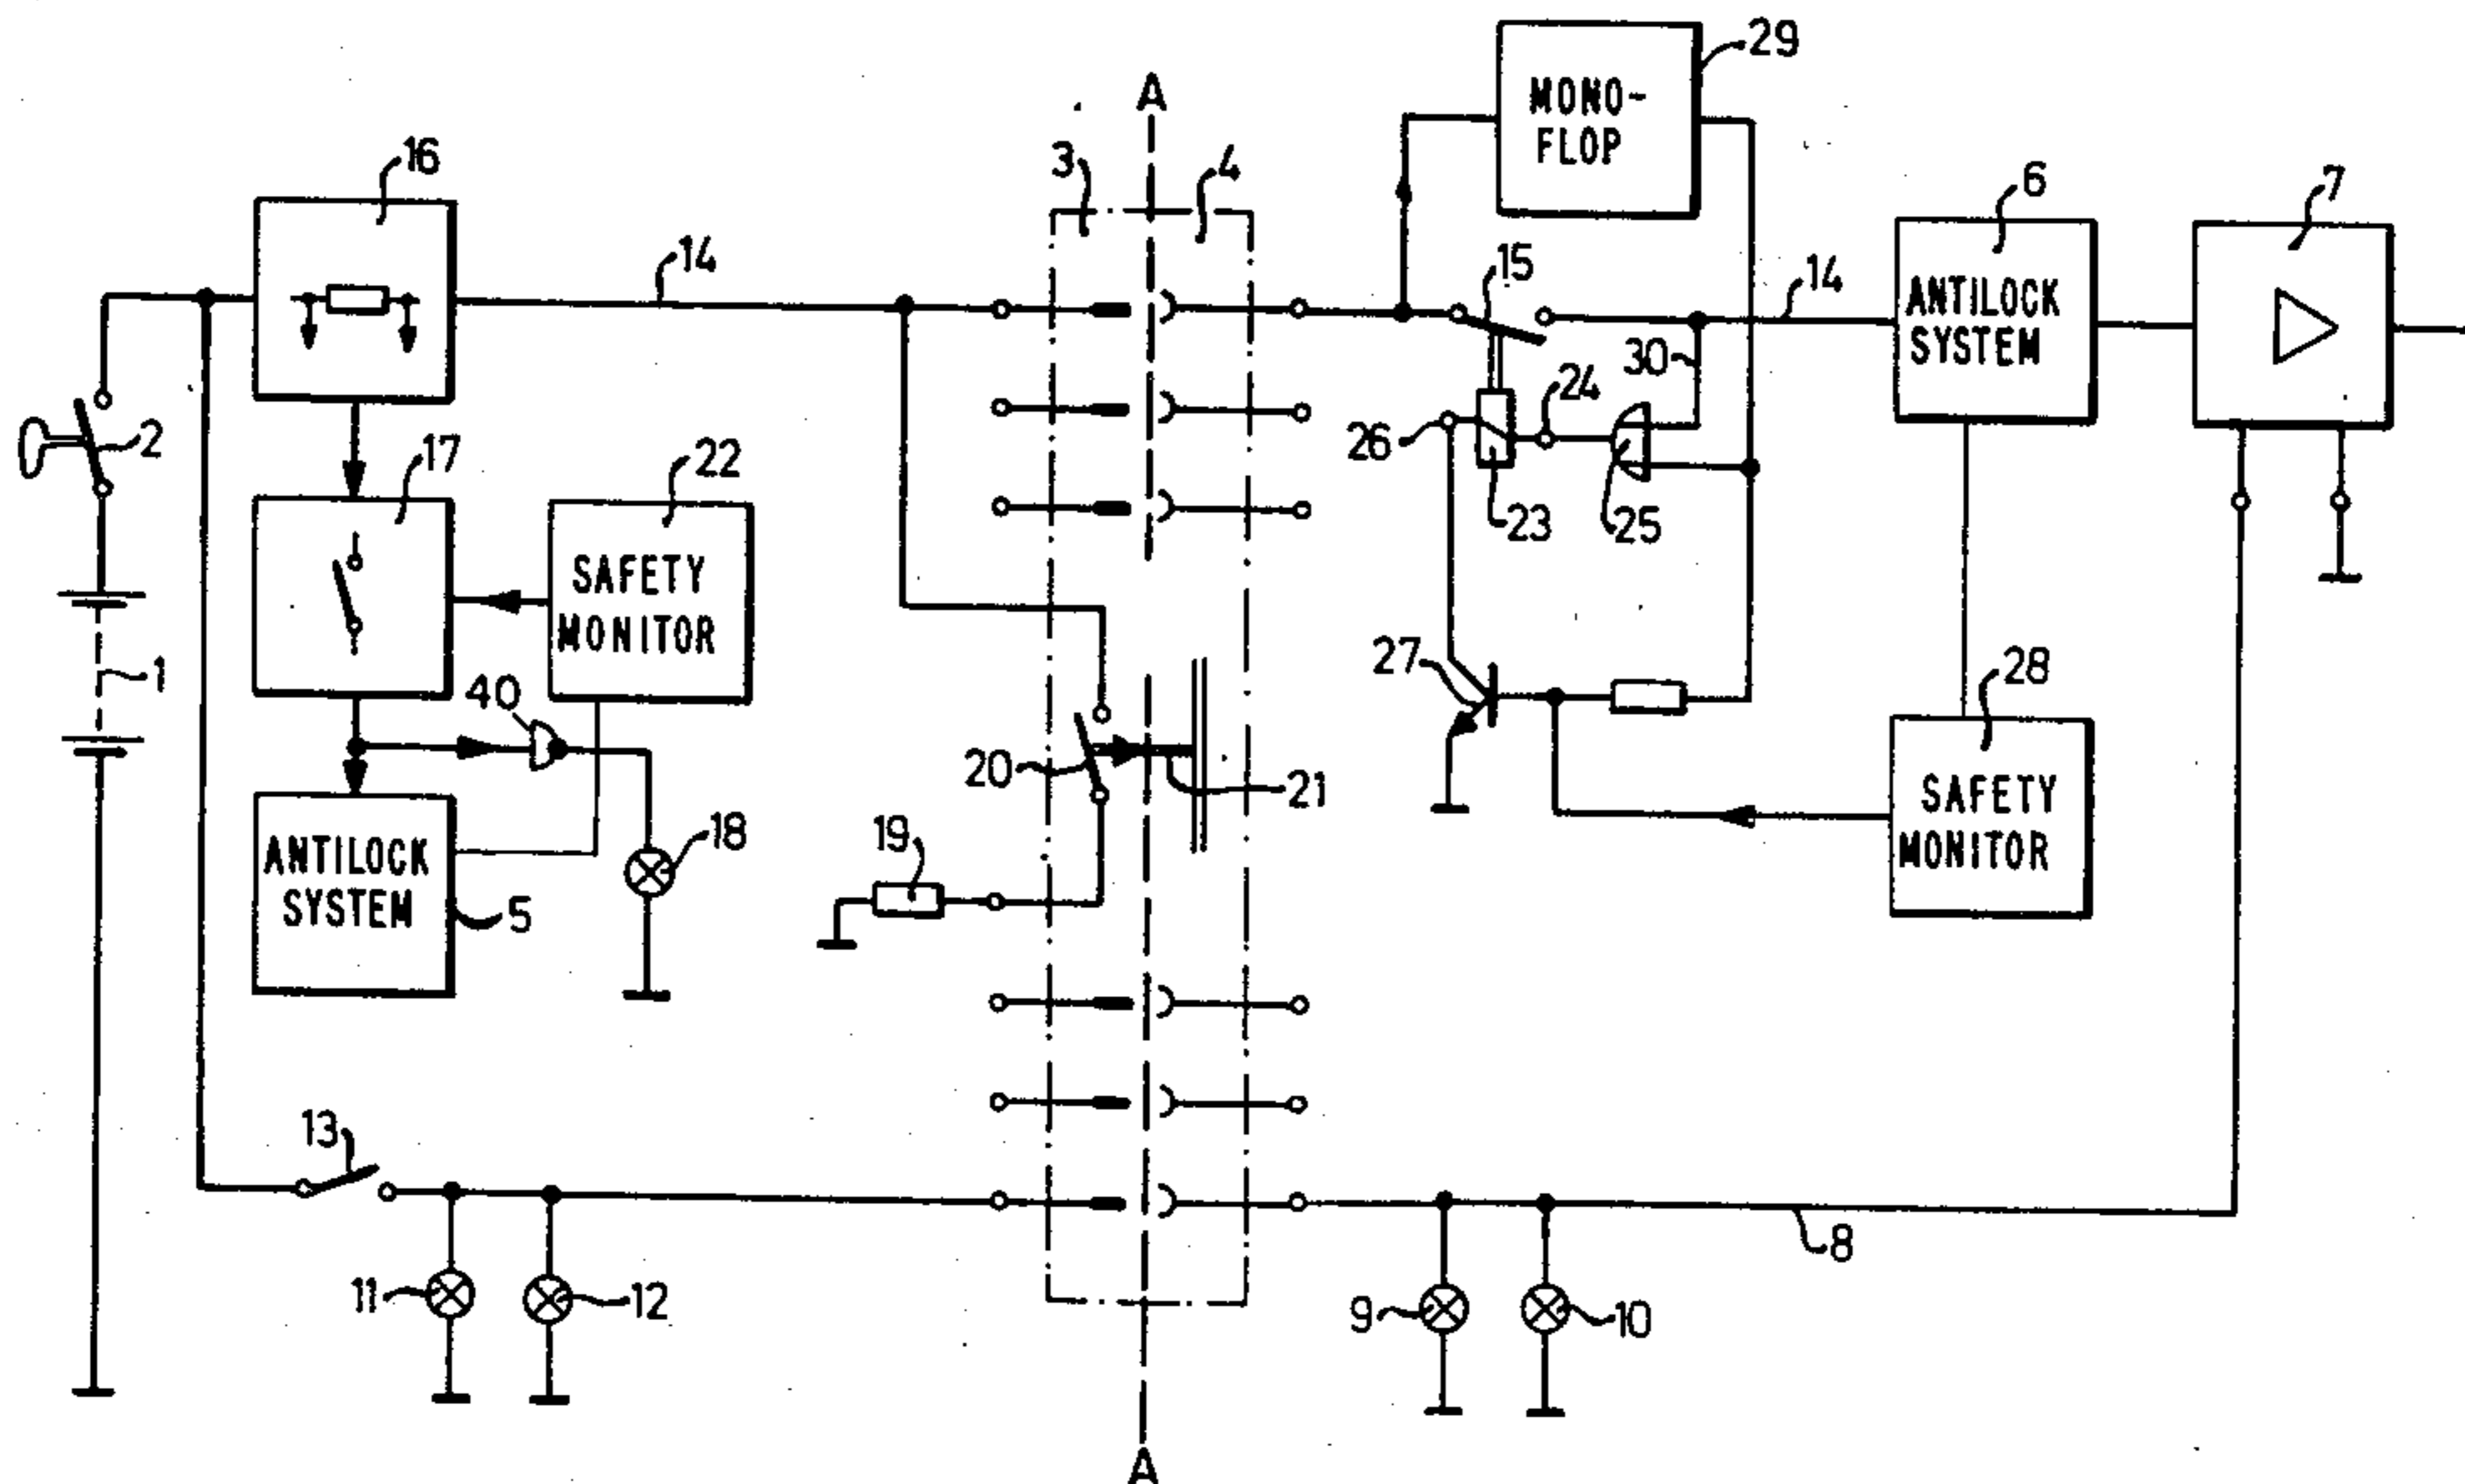 29
MONO-
FLOP
A
16
3
4
6
7
14
15
14
ANTILOCK
SYSTEM
30
24
2
17
22
26
23
25
SAFETY
MONITOR
1
40
27
28
20
21
SAFETY
MONITOR
19
18
ANTILOCK
SYSTEM
5
13
8
11
12
9
10
A